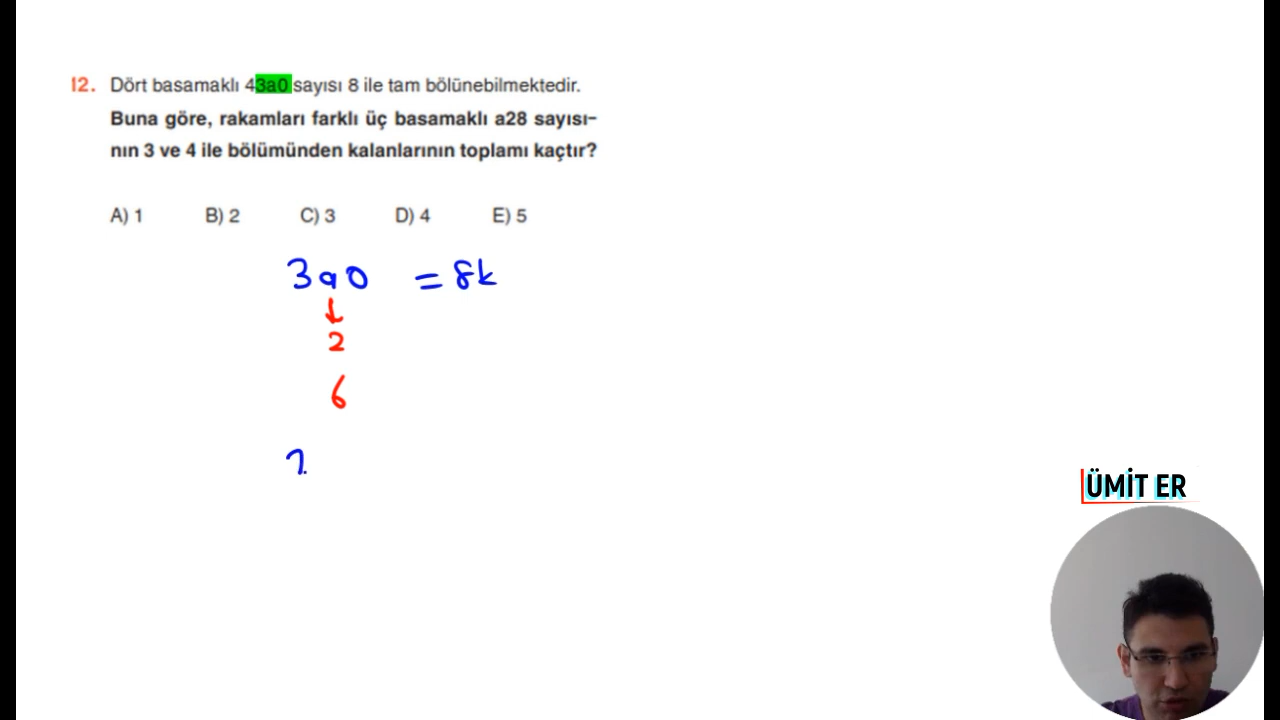 12. Dört basamaklı 43a0 sayısı 8 ile tam bölünebilmektedir.
Buna göre, rakamları farklı üç basamaklı a28 sayısı-
nın 3 ve 4 ile bölümünden kalanlarının toplamı kaçtır?
A) 1 B) 2 C) 3 D) 4 E) 5
3a0 = 8k
↓
2
6
ÜMİT ER